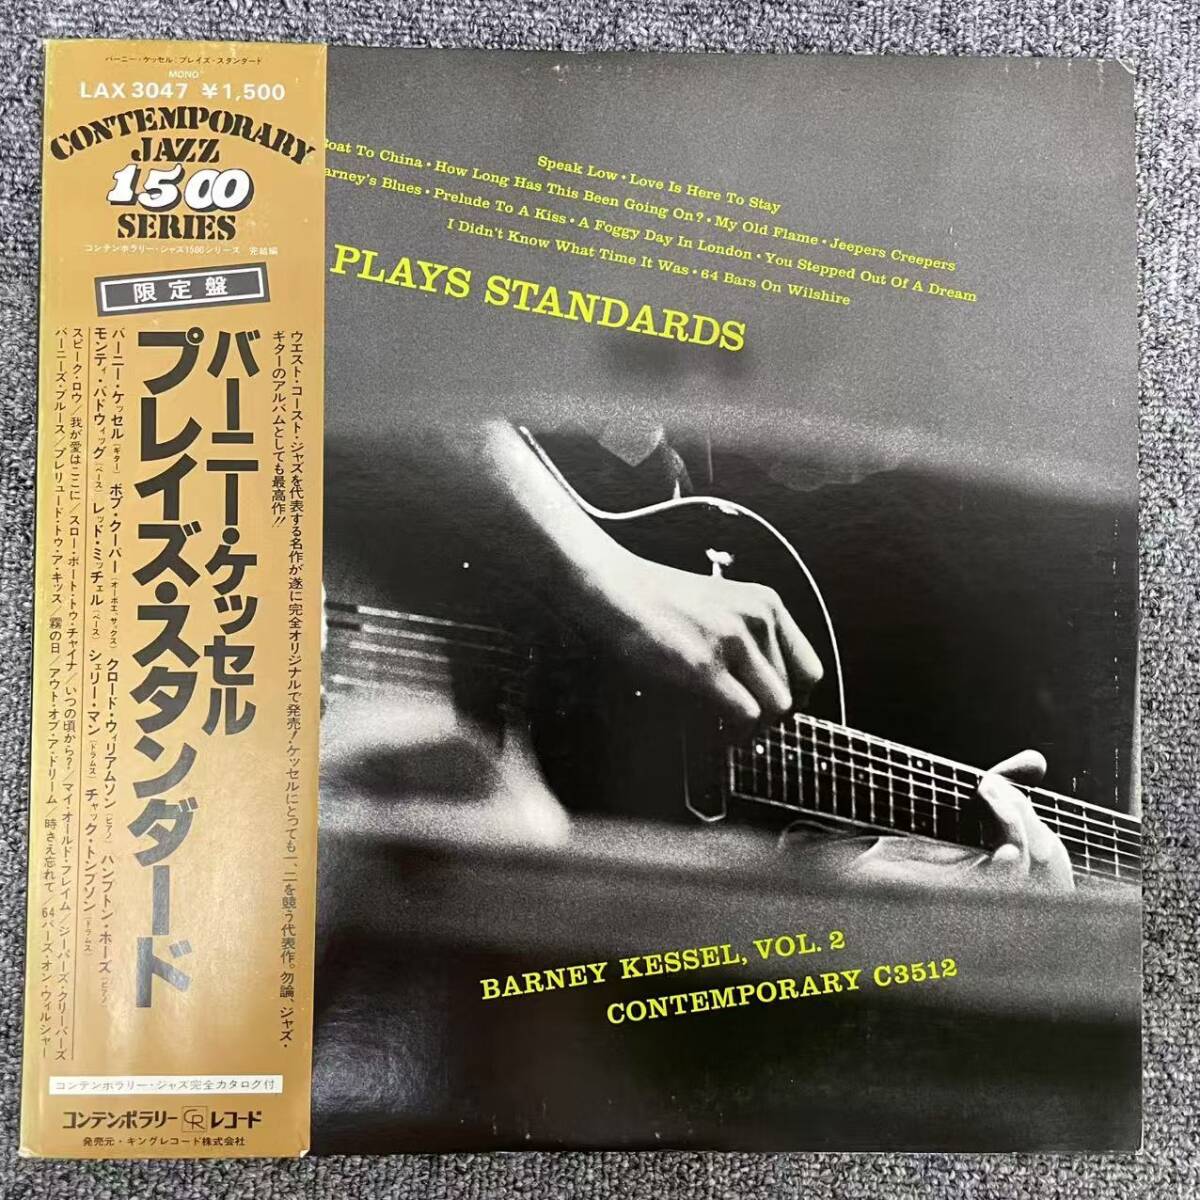 バーニー・ケッセル/プレイズ・スタンダード
MONO
LAX 3047 ¥1,500
CONTEMPORARY
JAZZ
1500
SERIES
コンテンポラリー・ジャズ1500シリーズ 完結編
限定盤
バーニー・ケッセル
プレイズ・スタンダード
ウエスト・コースト・ジャズを代表する名作が遂に完全オリジナルで発売！ケッセルにとっても一、二を競う代表作。勿論、ジャズ・
ギターのアルバムとしても最高作!!
バーニー・ケッセル(ギター) ボブ・クーパー(オーボエ、サックス) クロード・ウィリアムソン(ピアノ) ハンプトン・ホーズ(ピアノ)
モンティ・バドウィッグ(ベース) レッド・ミッチェル(ベース) シェリー・マン(ドラムス) チャック・トンプソン(ドラムス)
スピーク・ロウ/我が愛はここに/スロー・ボート・トゥ・チャイナ/いつの頃から?/マイ・オールド・フレイム/ジーパーズ・クリーパーズ
バーニーズ・ブルース/プレリュード・トゥ・ア・キッス/霧の日/アウト・オブ・ア・ドリーム/時さえ忘れて/64バーズ・オン・ウィルシャー
コンテンポラリー・ジャズ完全カタログ付
コンテンポラリー CR レコード
発売元・キングレコード株式会社
Speak Low • Love Is Here To Stay
Boat To China • How Long Has This Been Going On? • My Old Flame • Jeepers Creepers
arney's Blues • Prelude To A Kiss • A Foggy Day In London • You Stepped Out Of A Dream
I Didn't Know What Time It Was • 64 Bars On Wilshire
PLAYS STANDARDS
BARNEY KESSEL, VOL. 2
CONTEMPORARY C3512